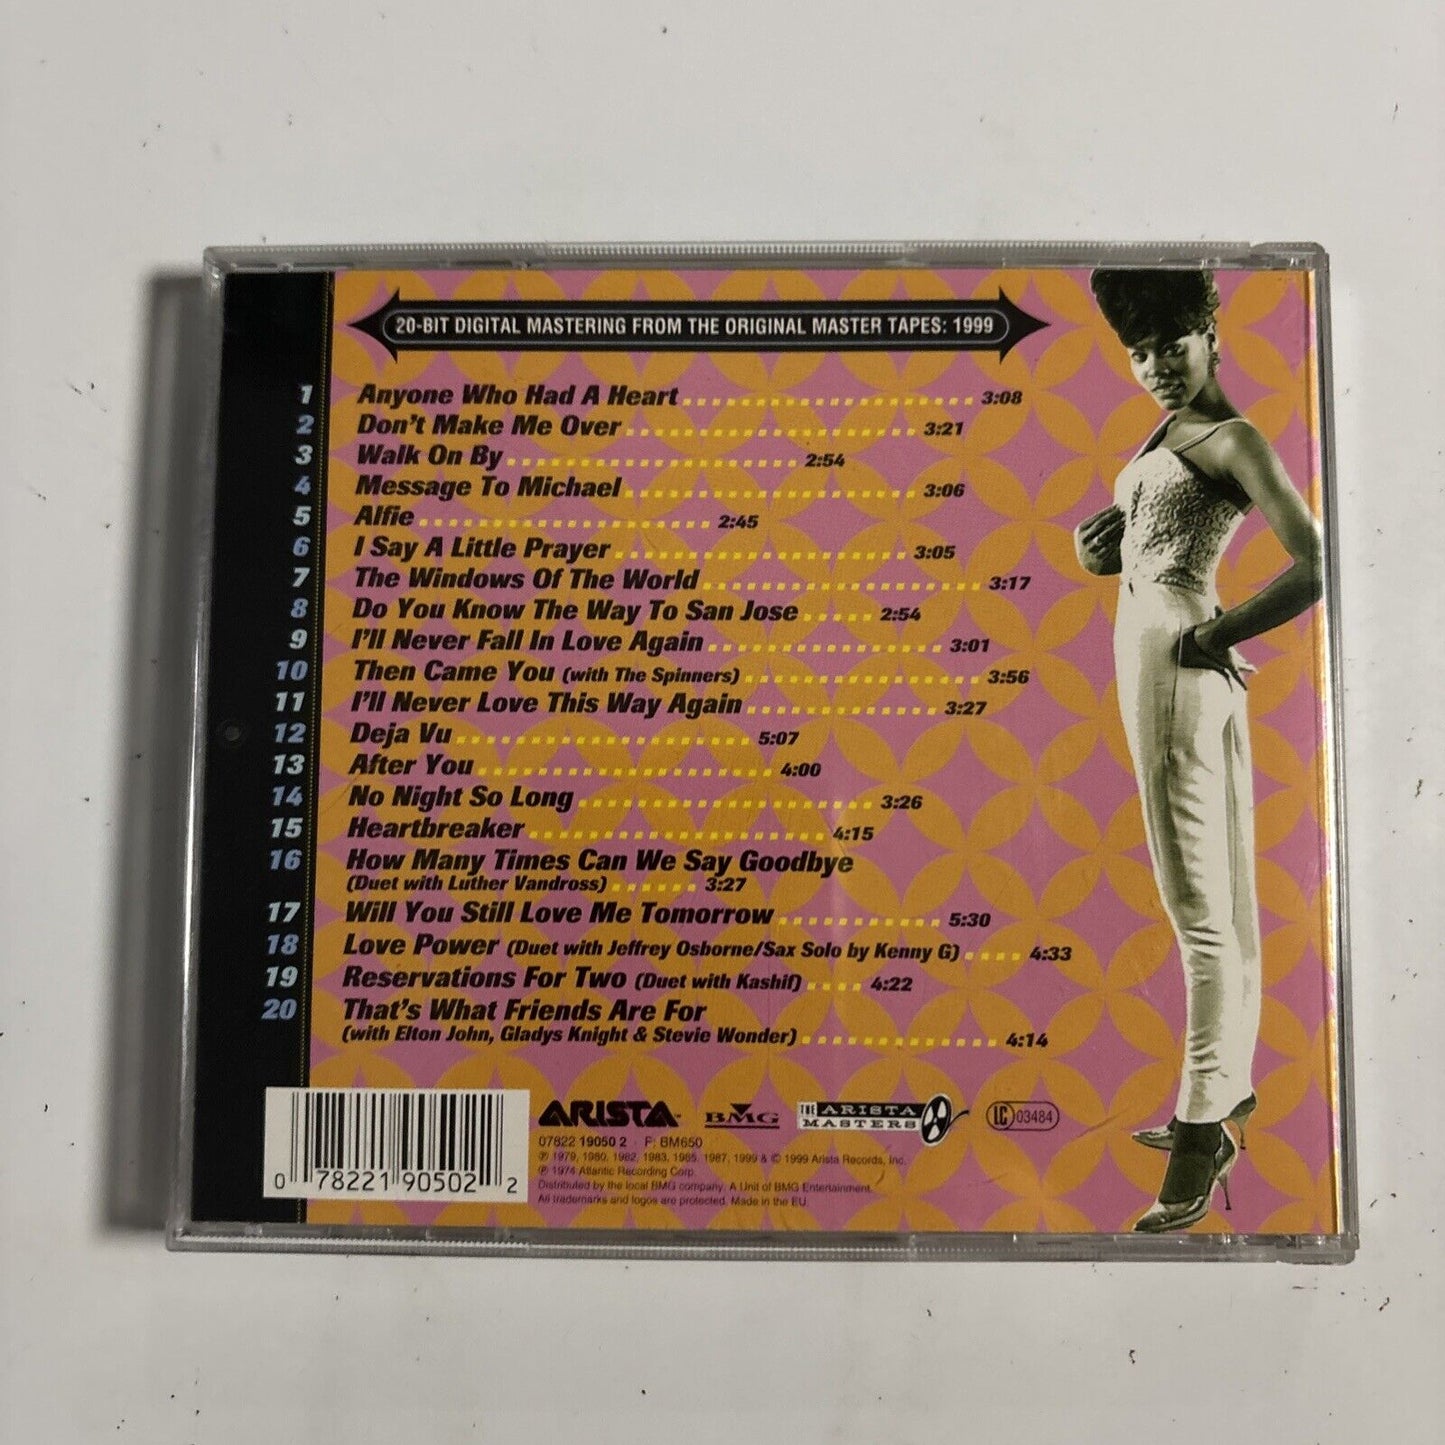 20-BIT DIGITAL MASTERING FROM THE ORIGINAL MASTER TAPES: 1999
1 Anyone Who Had A Heart 3:08
2 Don't Make Me Over 3:21
3 Walk On By 2:54
4 Message To Michael 3:06
5 Alfie 2:45
6 I Say A Little Prayer 3:05
7 The Windows Of The World 3:17
8 Do You Know The Way To San Jose 2:54
9 I'll Never Fall In Love Again 3:01
10 Then Came You (with The Spinners) 3:56
11 I'll Never Love This Way Again 3:27
12 Deja Vu 5:07
13 After You 4:00
14 No Night So Long 3:26
15 Heartbreaker 4:15
16 How Many Times Can We Say Goodbye
(Duet with Luther Vandross) 3:27
17 Will You Still Love Me Tomorrow 5:30
18 Love Power (Duet with Jeffrey Osborne/Sax Solo by Kenny G) 4:33
19 Reservations For Two (Duet with Kashif) 4:22
20 That's What Friends Are For
(with Elton John, Gladys Knight & Stevie Wonder) 4:14
0 78221 90502 2
ARISTA™ BMG THE ARISTA MASTERS LC 03484
07822 19050 2 · F: BM650
℗ 1979, 1980, 1982, 1983, 1985, 1987, 1999 & © 1999 Arista Records, Inc.
℗ 1974 Atlantic Recording Corp.
Distributed by the local BMG company. A Unit of BMG Entertainment.
All trademarks and logos are protected. Made in the EU.